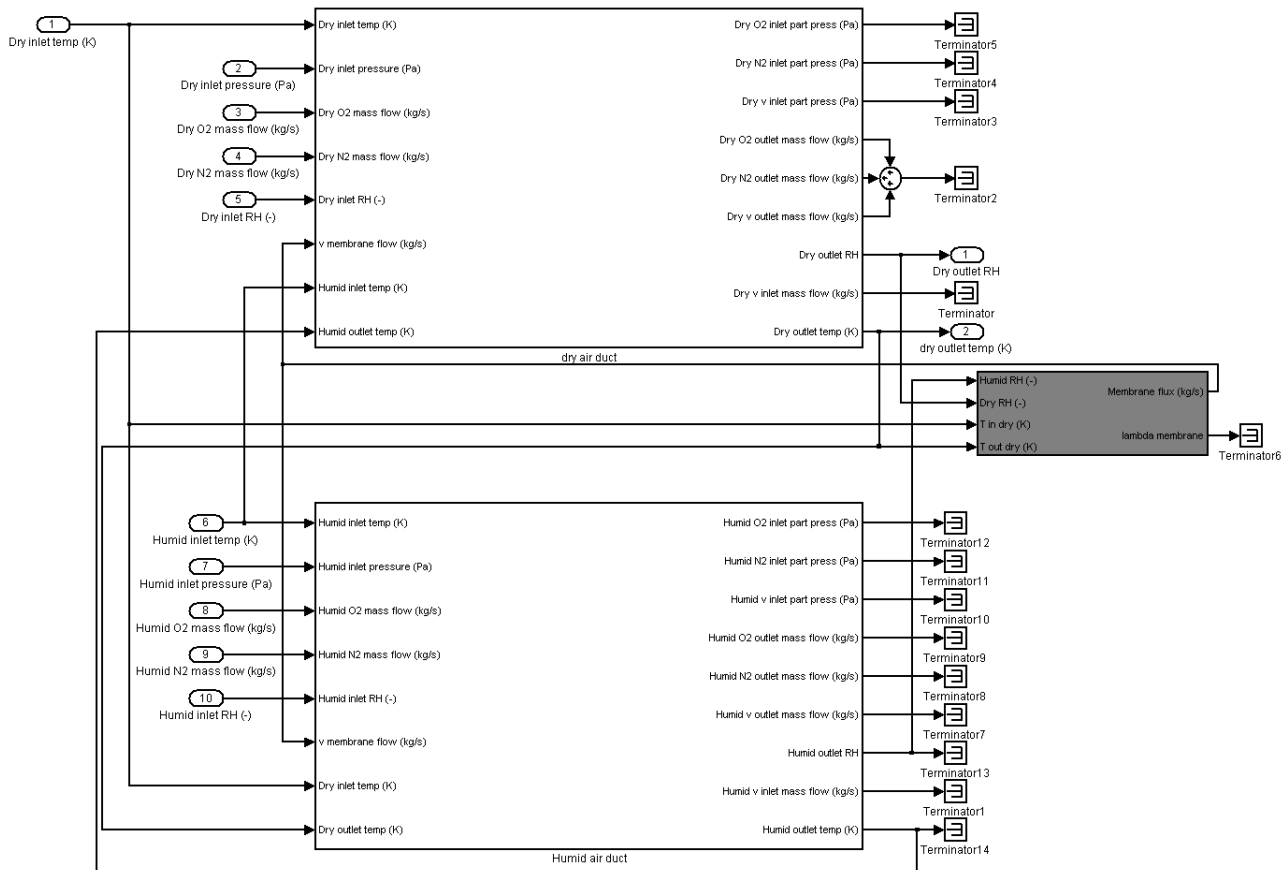 1
Dry inlet temp (K)
2
Dry inlet pressure (Pa)
3
Dry O2 mass flow (kg/s)
4
Dry N2 mass flow (kg/s)
5
Dry inlet RH (-)
Dry inlet temp (K)
Dry inlet pressure (Pa)
Dry O2 mass flow (kg/s)
Dry N2 mass flow (kg/s)
Dry inlet RH (-)
v membrane flow (kg/s)
Humid inlet temp (K)
Humid outlet temp (K)
Dry O2 inlet part press (Pa)
Dry N2 inlet part press (Pa)
Dry v inlet part press (Pa)
Dry O2 outlet mass flow (kg/s)
Dry N2 outlet mass flow (kg/s)
Dry v outlet mass flow (kg/s)
Dry outlet RH
Dry v inlet mass flow (kg/s)
Dry outlet temp (K)
dry air duct
Terminator5
Terminator4
Terminator3
Terminator2
1
Dry outlet RH
Terminator
2
dry outlet temp (K)
Humid RH (-)
Dry RH (-)
T in dry (K)
T out dry (K)
Membrane flux (kg/s)
lambda membrane
Terminator6
6
Humid inlet temp (K)
7
Humid inlet pressure (Pa)
8
Humid O2 mass flow (kg/s)
9
Humid N2 mass flow (kg/s)
10
Humid inlet RH (-)
Humid inlet temp (K)
Humid inlet pressure (Pa)
Humid O2 mass flow (kg/s)
Humid N2 mass flow (kg/s)
Humid inlet RH (-)
v membrane flow (kg/s)
Dry inlet temp (K)
Dry outlet temp (K)
Humid O2 inlet part press (Pa)
Humid N2 inlet part press (Pa)
Humid v inlet part press (Pa)
Humid O2 outlet mass flow (kg/s)
Humid N2 outlet mass flow (kg/s)
Humid v outlet mass flow (kg/s)
Humid outlet RH
Humid v inlet mass flow (kg/s)
Humid outlet temp (K)
Humid air duct
Terminator12
Terminator11
Terminator10
Terminator9
Terminator8
Terminator7
Terminator13
Terminator1
Terminator14